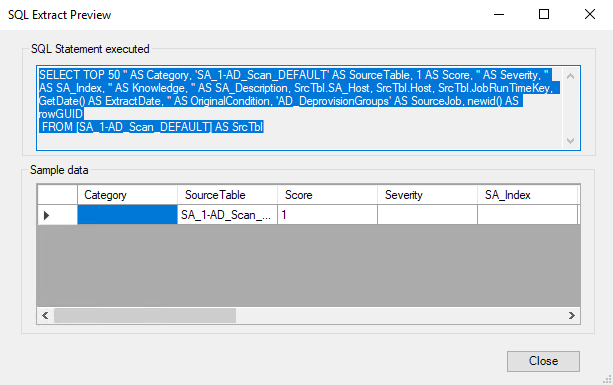 SQL Extract Preview
SQL Statement executed
SELECT TOP 50 '' AS Category, 'SA_1-AD_Scan_DEFAULT' AS SourceTable, 1 AS Score, '' AS Severity, ''
AS SA_Index, '' AS Knowledge, '' AS SA_Description, SrcTbl.SA_Host, SrcTbl.Host, SrcTbl.JobRunTimeKey,
GetDate() AS ExtractDate, '' AS OriginalCondition, 'AD_DeprovisionGroups' AS SourceJob, newid() AS
rowGUID
FROM [SA_1-AD_Scan_DEFAULT] AS SrcTbl
Sample data
Category SourceTable Score Severity SA_Index
SA_1-AD_Scan_... 1
Close